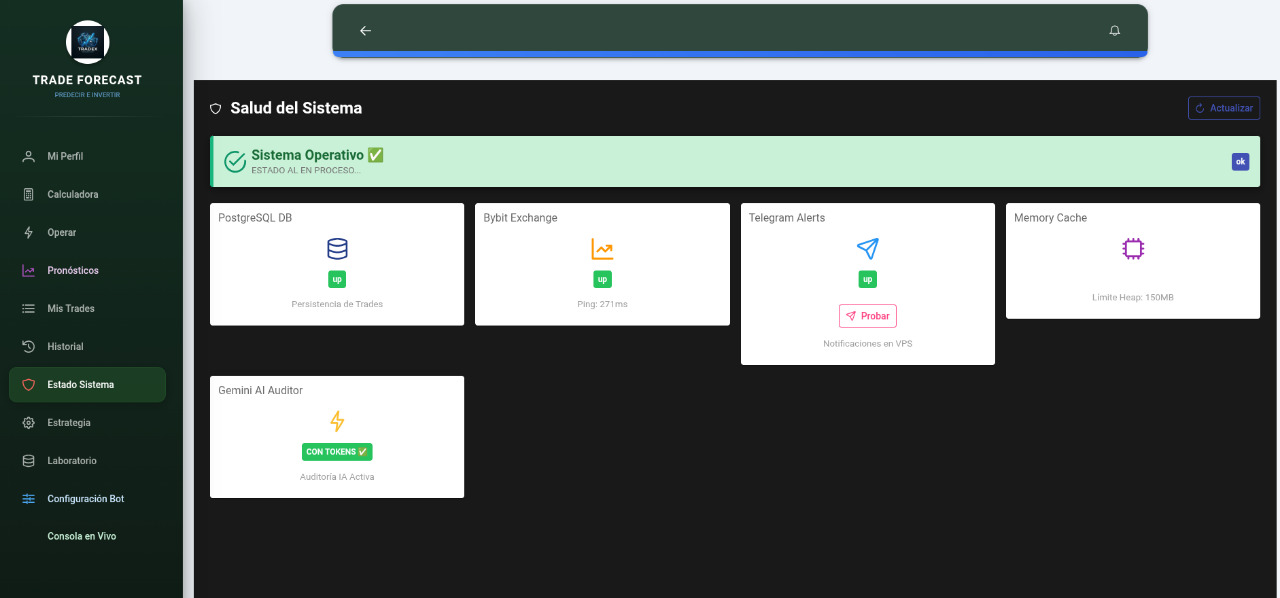 TRADEX
TRADE FORECAST
PREDECIR E INVERTIR
Mi Perfil
Calculadora
Operar
Pronósticos
Mis Trades
Historial
Estado Sistema
Estrategia
Laboratorio
Configuración Bot
Consola en Vivo
Salud del Sistema
Actualizar
Sistema Operativo ✅
ESTADO AL EN PROCESO...
ok
PostgreSQL DB
up
Persistencia de Trades
Bybit Exchange
up
Ping: 271ms
Telegram Alerts
up
Probar
Notificaciones en VPS
Memory Cache
Límite Heap: 150MB
Gemini AI Auditor
CON TOKENS ✅
Auditoría IA Activa